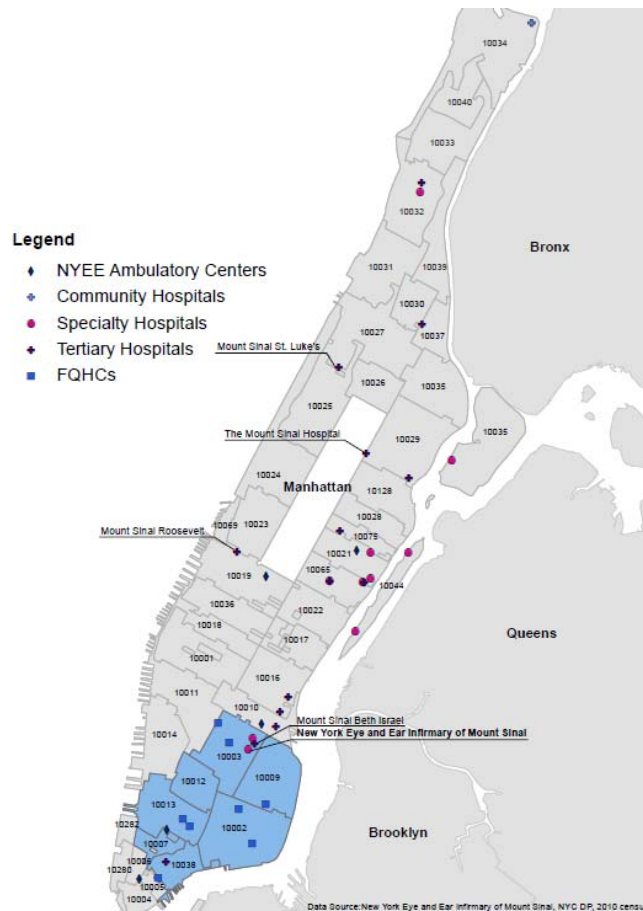 10034
10040
10033
10032
Legend
NYEE Ambulatory Centers
Community Hospitals
Specialty Hospitals
Tertiary Hospitals
FQHCs
Bronx
10031
10039
10030
10027
10037
Mount Sinai St. Luke's
10026
10035
10025
The Mount Sinai Hospital
10029
10035
10024
Manhattan
10128
10028
10069
10023
10075
Mount Sinai Roosevelt
10021
10019
10065
10044
10036
10022
10018
Queens
10017
10001
10016
10011
10010
10014
Mount Sinai Beth Israel
New York Eye and Ear Infirmary of Mount Sinai
10003
10009
10012
10013
10282
10002
10007
Brooklyn
10006
10038
10280
10005
10004
Data Source:New York Eye and Ear Infirmary of Mount Sinai, NYC DP, 2010 census